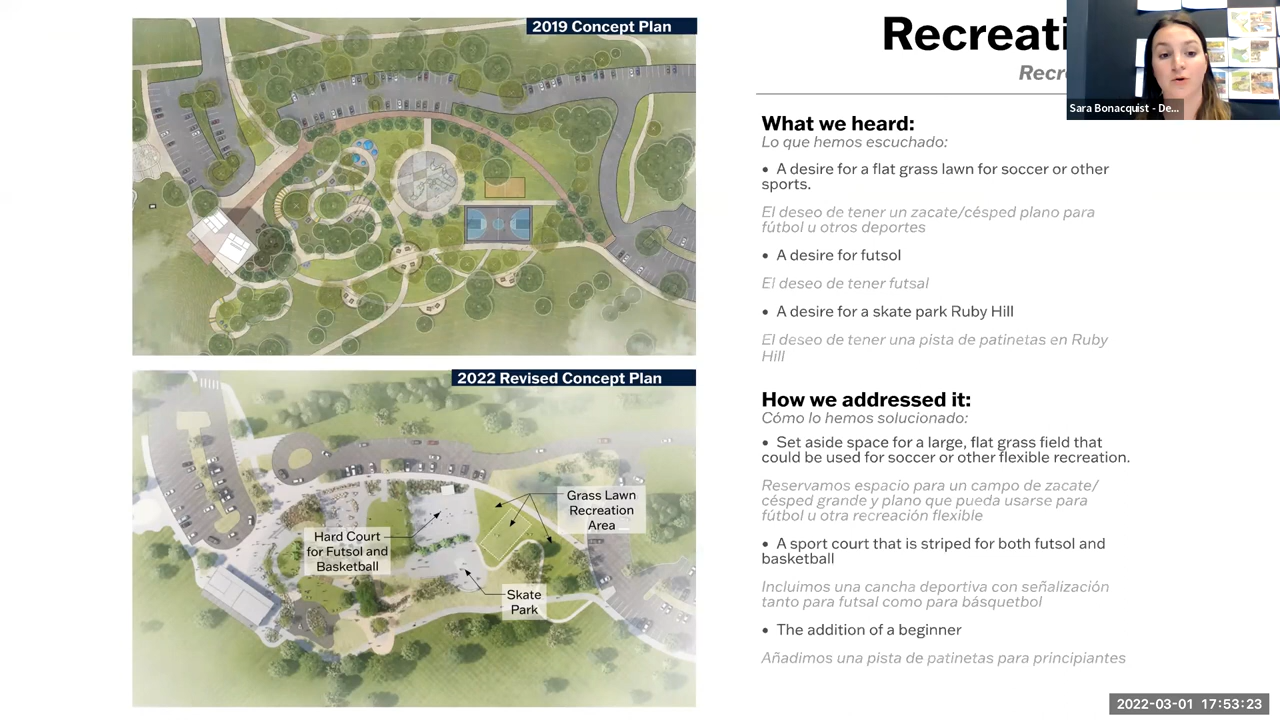 2019 Concept Plan
2022 Revised Concept Plan
Grass Lawn
Recreation
Area
Hard Court
for Futsol and
Basketball
Skate
Park
What we heard:
Lo que hemos escuchado:
• A desire for a flat grass lawn for soccer or other
sports.
El deseo de tener un zacate/césped plano para
fútbol u otros deportes
• A desire for futsol
El deseo de tener futsal
• A desire for a skate park Ruby Hill
El deseo de tener una pista de patinetas en Ruby
Hill
How we addressed it:
Cómo lo hemos solucionado:
• Set aside space for a large, flat grass field that
could be used for soccer or other flexible recreation.
Reservamos espacio para un campo de zacate/
césped grande y plano que pueda usarse para
fútbol u otra recreación flexible
• A sport court that is striped for both futsol and
basketball
Incluimos una cancha deportiva con señalización
tanto para futsal como para básquetbol
• The addition of a beginner
Añadimos una pista de patinetas para principiantes
Sara Bonacquist - De...
2022-03-01 17:53:23